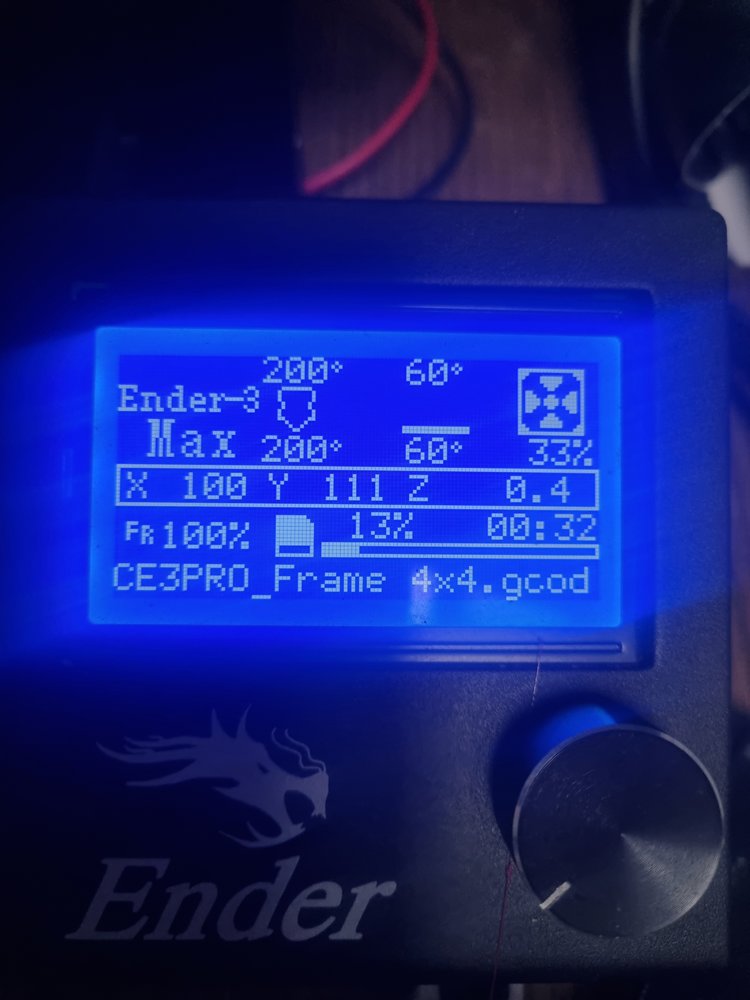 200° 60°
Ender-3
Max 200° 60° 33%
X 100 Y 111 Z 0.4
FR 100% 13% 00:32
CE3PRO_Frame 4x4.gcod
Ender